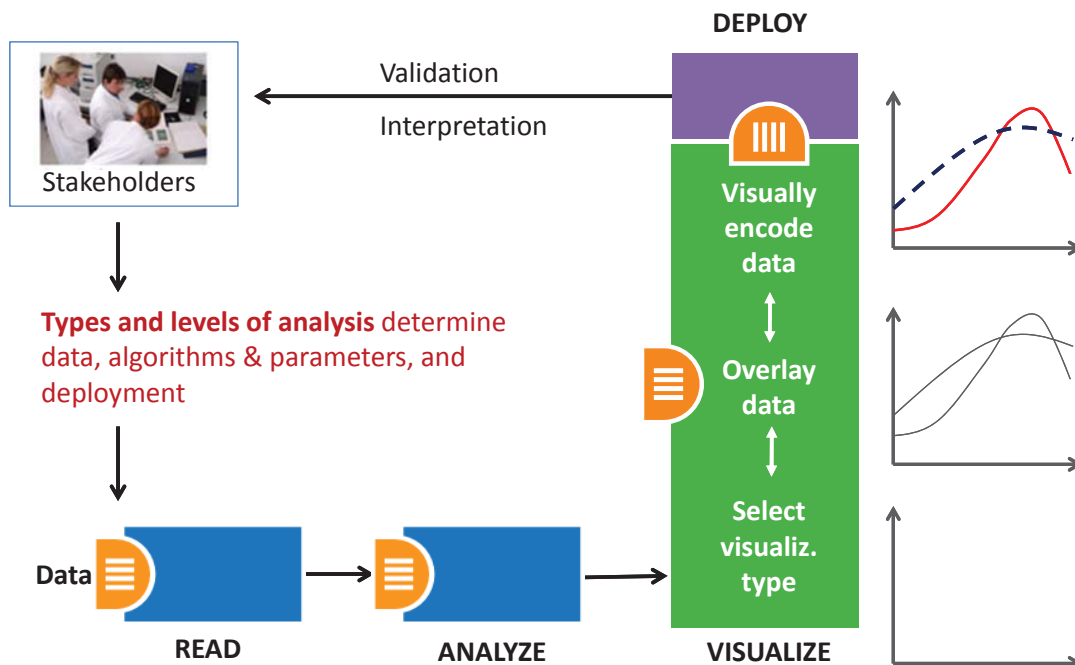 DEPLOY
Validation
Interpretation
Stakeholders
Types and levels of analysis determine
data, algorithms & parameters, and
deployment
Visually
encode
data
Overlay
data
Select
visualiz.
type
Data
READ
ANALYZE
VISUALIZE